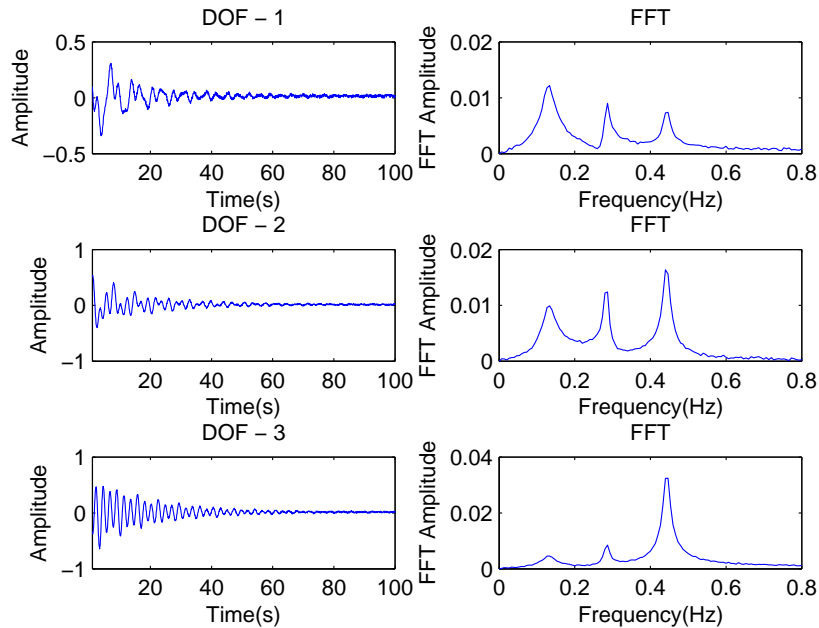 DOF − 1
Amplitude
0.5
0
−0.5
20 40 60 80 100
Time(s)
FFT
FFT Amplitude
0.02
0.01
0
0 0.2 0.4 0.6 0.8
Frequency(Hz)
DOF − 2
Amplitude
1
0
−1
20 40 60 80 100
Time(s)
FFT
FFT Amplitude
0.02
0.01
0
0 0.2 0.4 0.6 0.8
Frequency(Hz)
DOF − 3
Amplitude
1
0
−1
20 40 60 80 100
Time(s)
FFT
FFT Amplitude
0.04
0.02
0
0 0.2 0.4 0.6 0.8
Frequency(Hz)